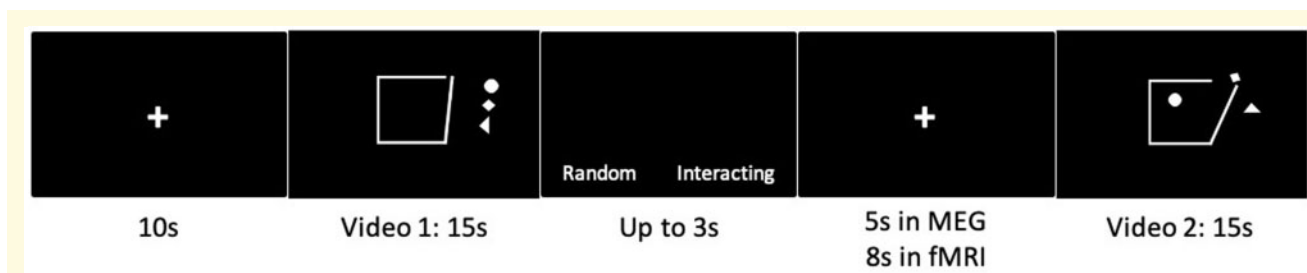 Random Interacting
10s
Video 1: 15s
Up to 3s
5s in MEG
8s in fMRI
Video 2: 15s